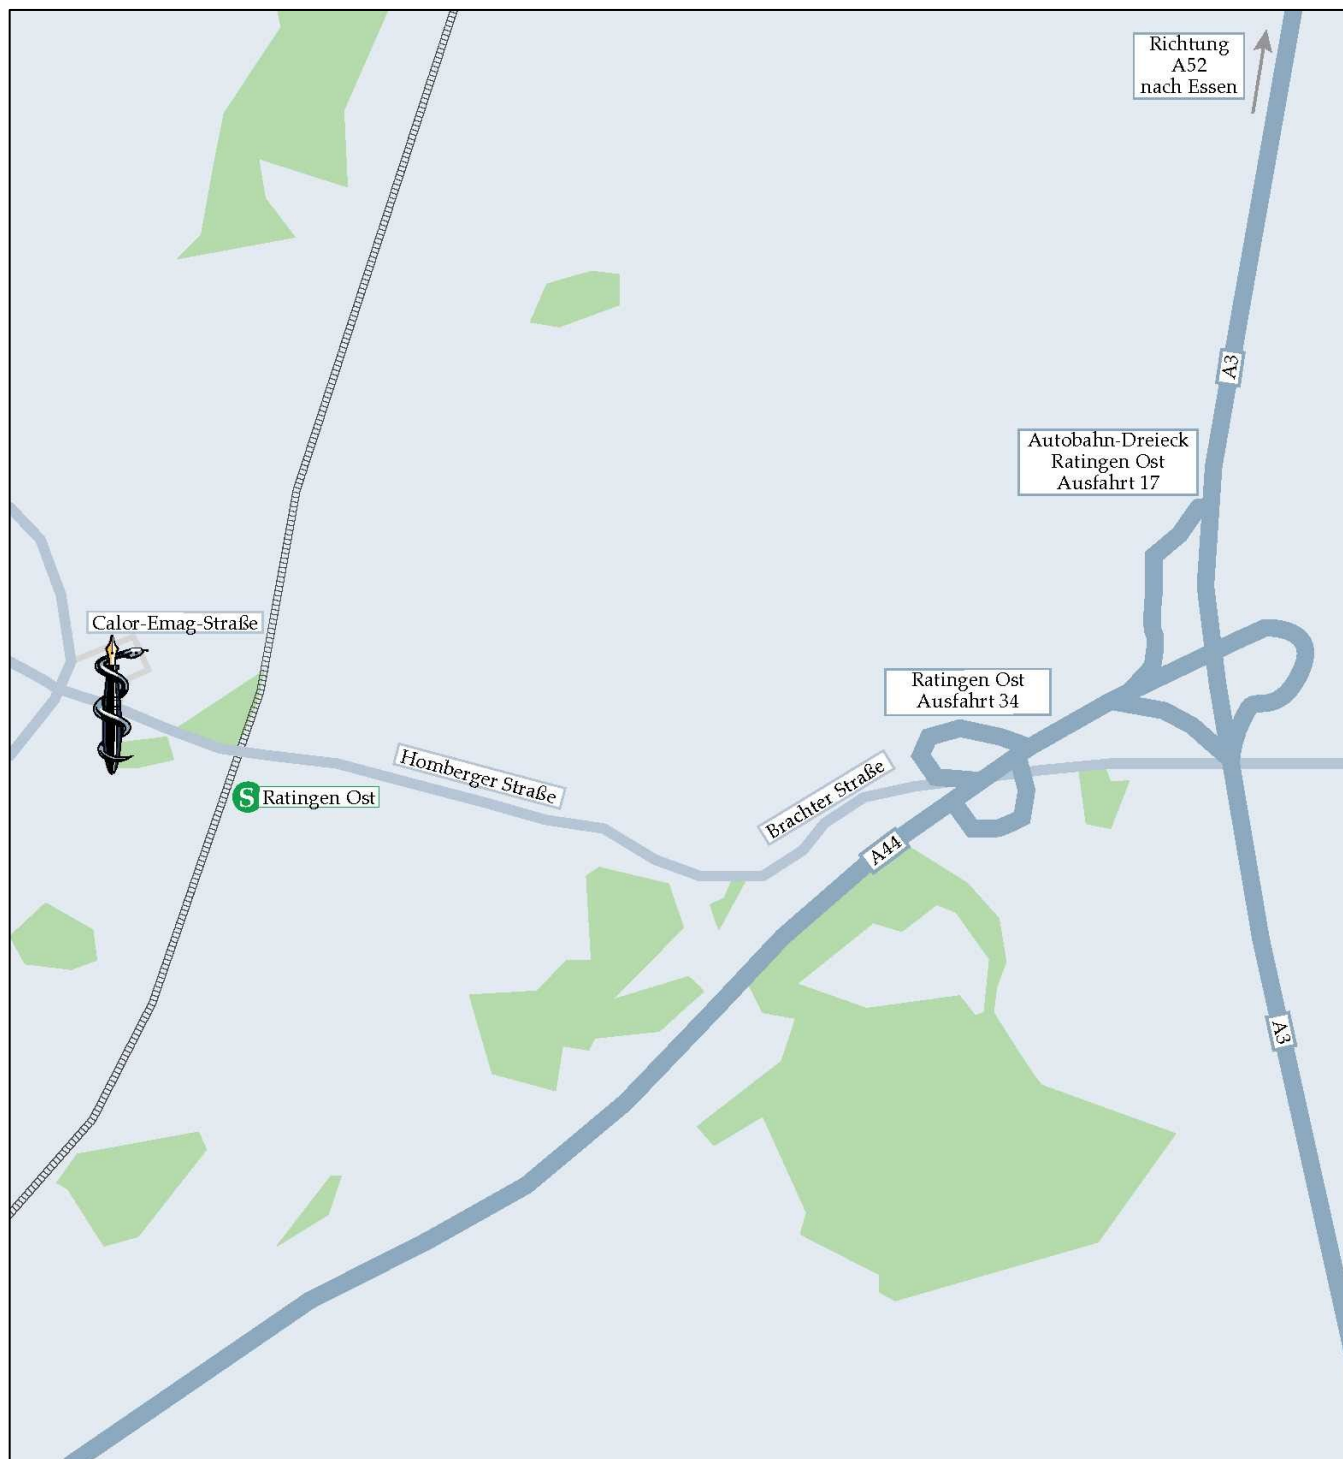 Richtung
A52
nach Essen
A3
Autobahn-Dreieck
Ratingen Ost
Ausfahrt 17
Calor-Emag-Straße
Ratingen Ost
Ausfahrt 34
Homberger Straße
Brachter Straße
S Ratingen Ost
A44
A3